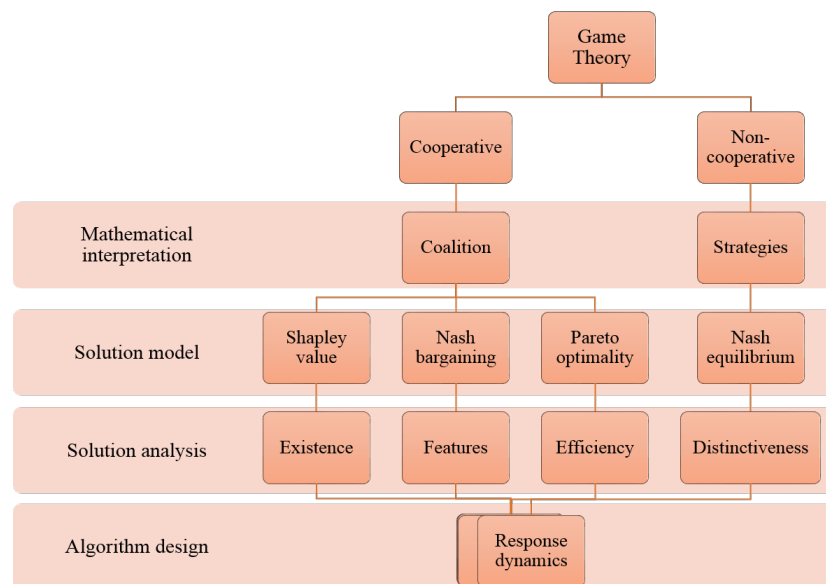 Game
Theory
Cooperative
Non-
cooperative
Mathematical
interpretation
Coalition
Strategies
Solution model
Shapley
value
Nash
bargaining
Pareto
optimality
Nash
equilibrium
Solution analysis
Existence
Features
Efficiency
Distinctiveness
Algorithm design
Response
dynamics